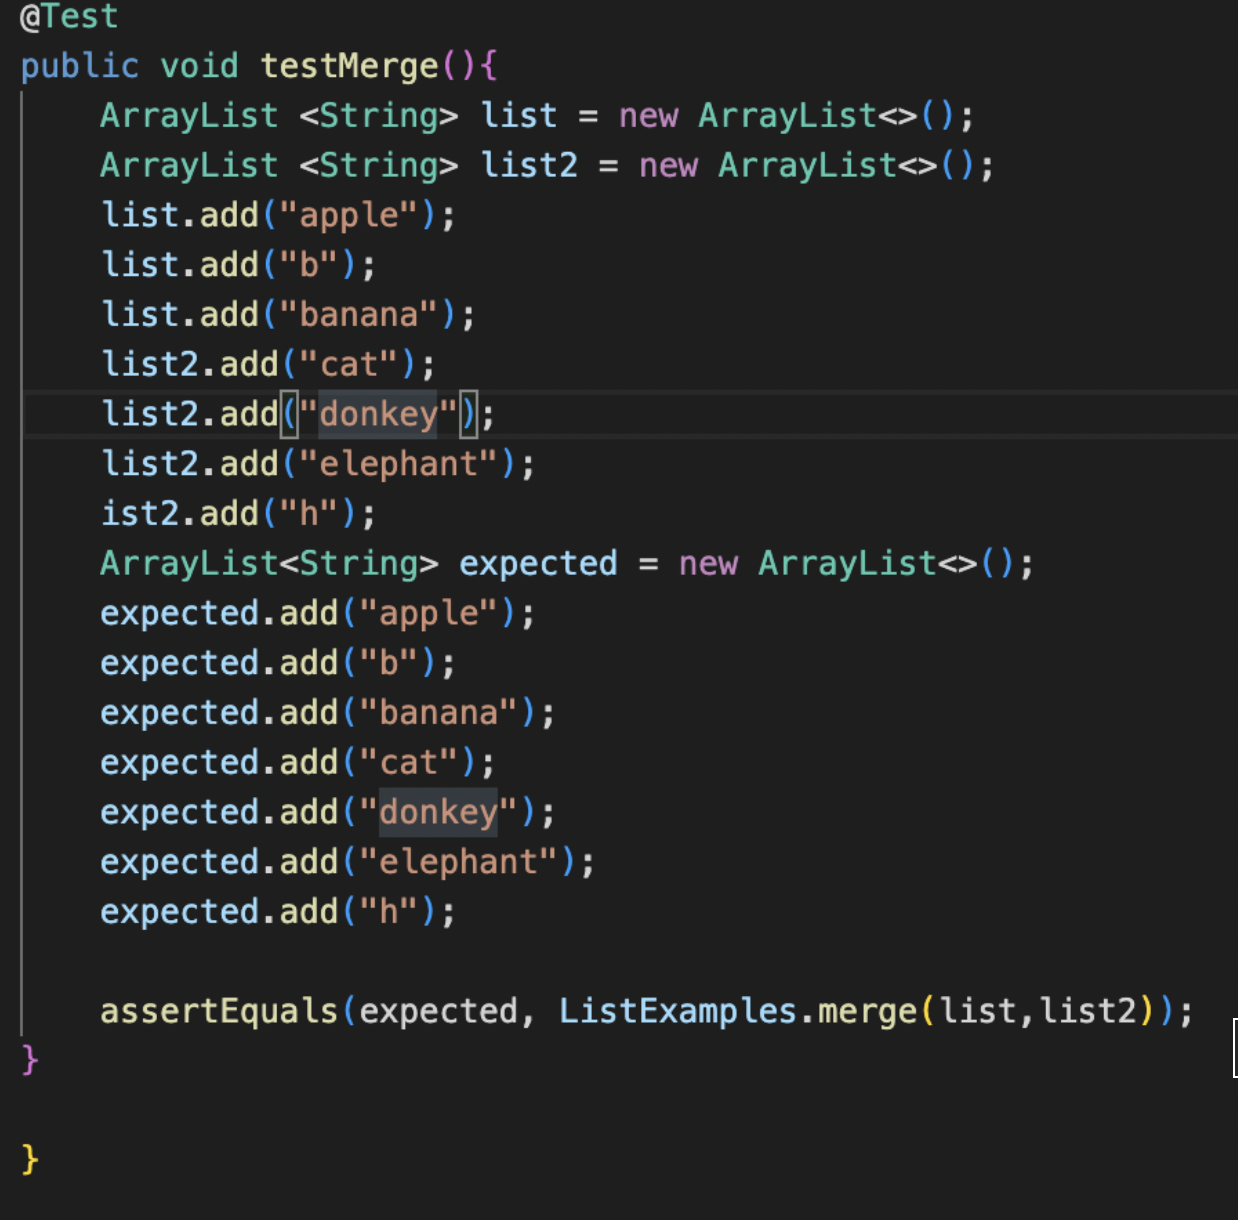 @Test
public void testMerge(){
    ArrayList <String> list = new ArrayList<>();
    ArrayList <String> list2 = new ArrayList<>();
    list.add("apple");
    list.add("b");
    list.add("banana");
    list2.add("cat");
    list2.add("donkey");
    list2.add("elephant");
    ist2.add("h");
    ArrayList<String> expected = new ArrayList<>();
    expected.add("apple");
    expected.add("b");
    expected.add("banana");
    expected.add("cat");
    expected.add("donkey");
    expected.add("elephant");
    expected.add("h");

    assertEquals(expected, ListExamples.merge(list,list2));
}

}